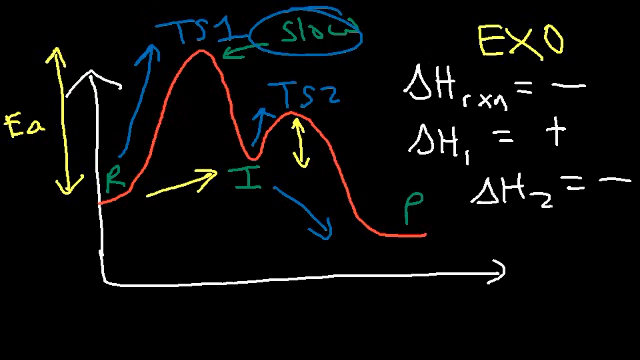 TS1 slow
EXO
ΔHrxn = −
Ea
TS2
ΔH1 = +
R
I
ΔH2 = −
P